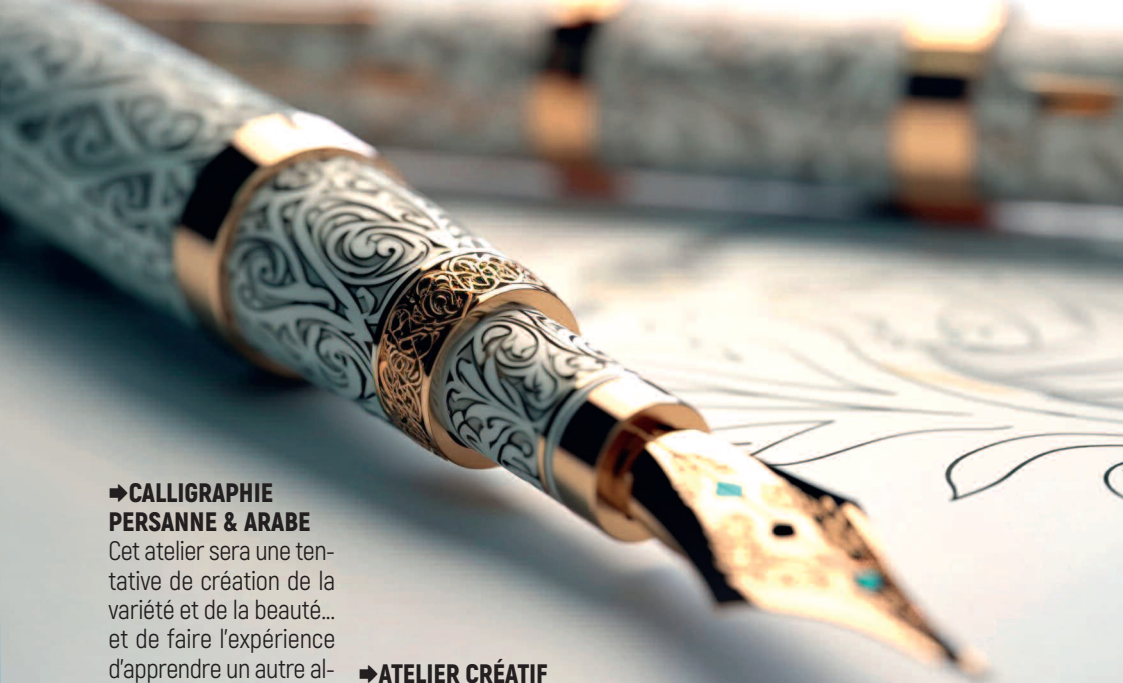 ➡CALLIGRAPHIE
PERSANNE & ARABE
Cet atelier sera une ten-
tative de création de la
variété et de la beauté...
et de faire l'expérience
d'apprendre un autre al-
➡ATELIER CRÉATIF